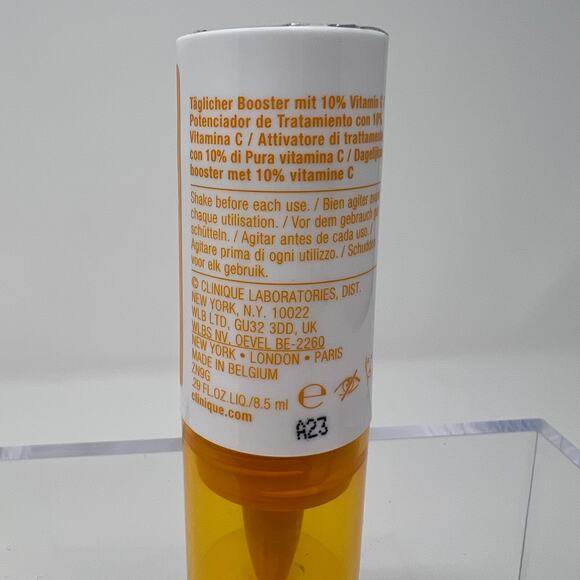 Täglicher Booster mit 10% Vitamin C
Potenciador de Tratamiento con 10%
Vitamina C / Attivatore di trattamento
con 10% di Pura vitamina C / Dagelijkse
booster met 10% vitamine C
Shake before each use. / Bien agiter avant
chaque utilisation. / Vor dem gebrauch
schütteln. / Agitar antes de cada uso. /
Agitare prima di ogni utilizzo. / Schudden
voor elk gebruik.
© CLINIQUE LABORATORIES, DIST.
NEW YORK, N.Y. 10022
WLB LTD, GU32 3DD, UK
WLBS NV, OEVEL BE-2260
NEW YORK • LONDON • PARIS
MADE IN BELGIUM
ZN9G
.29 FL.OZ.LIQ./8.5 ml e
clinique.com
A23